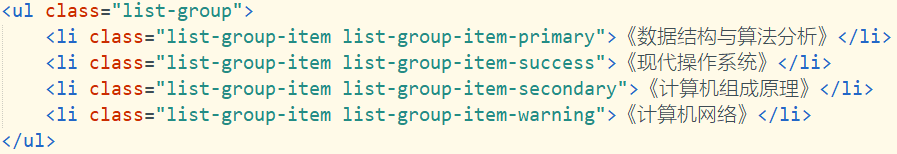 <ul class="list-group">
    <li class="list-group-item list-group-item-primary">《数据结构与算法分析》</li>
    <li class="list-group-item list-group-item-success">《现代操作系统》</li>
    <li class="list-group-item list-group-item-secondary">《计算机组成原理》</li>
    <li class="list-group-item list-group-item-warning">《计算机网络》</li>
</ul>